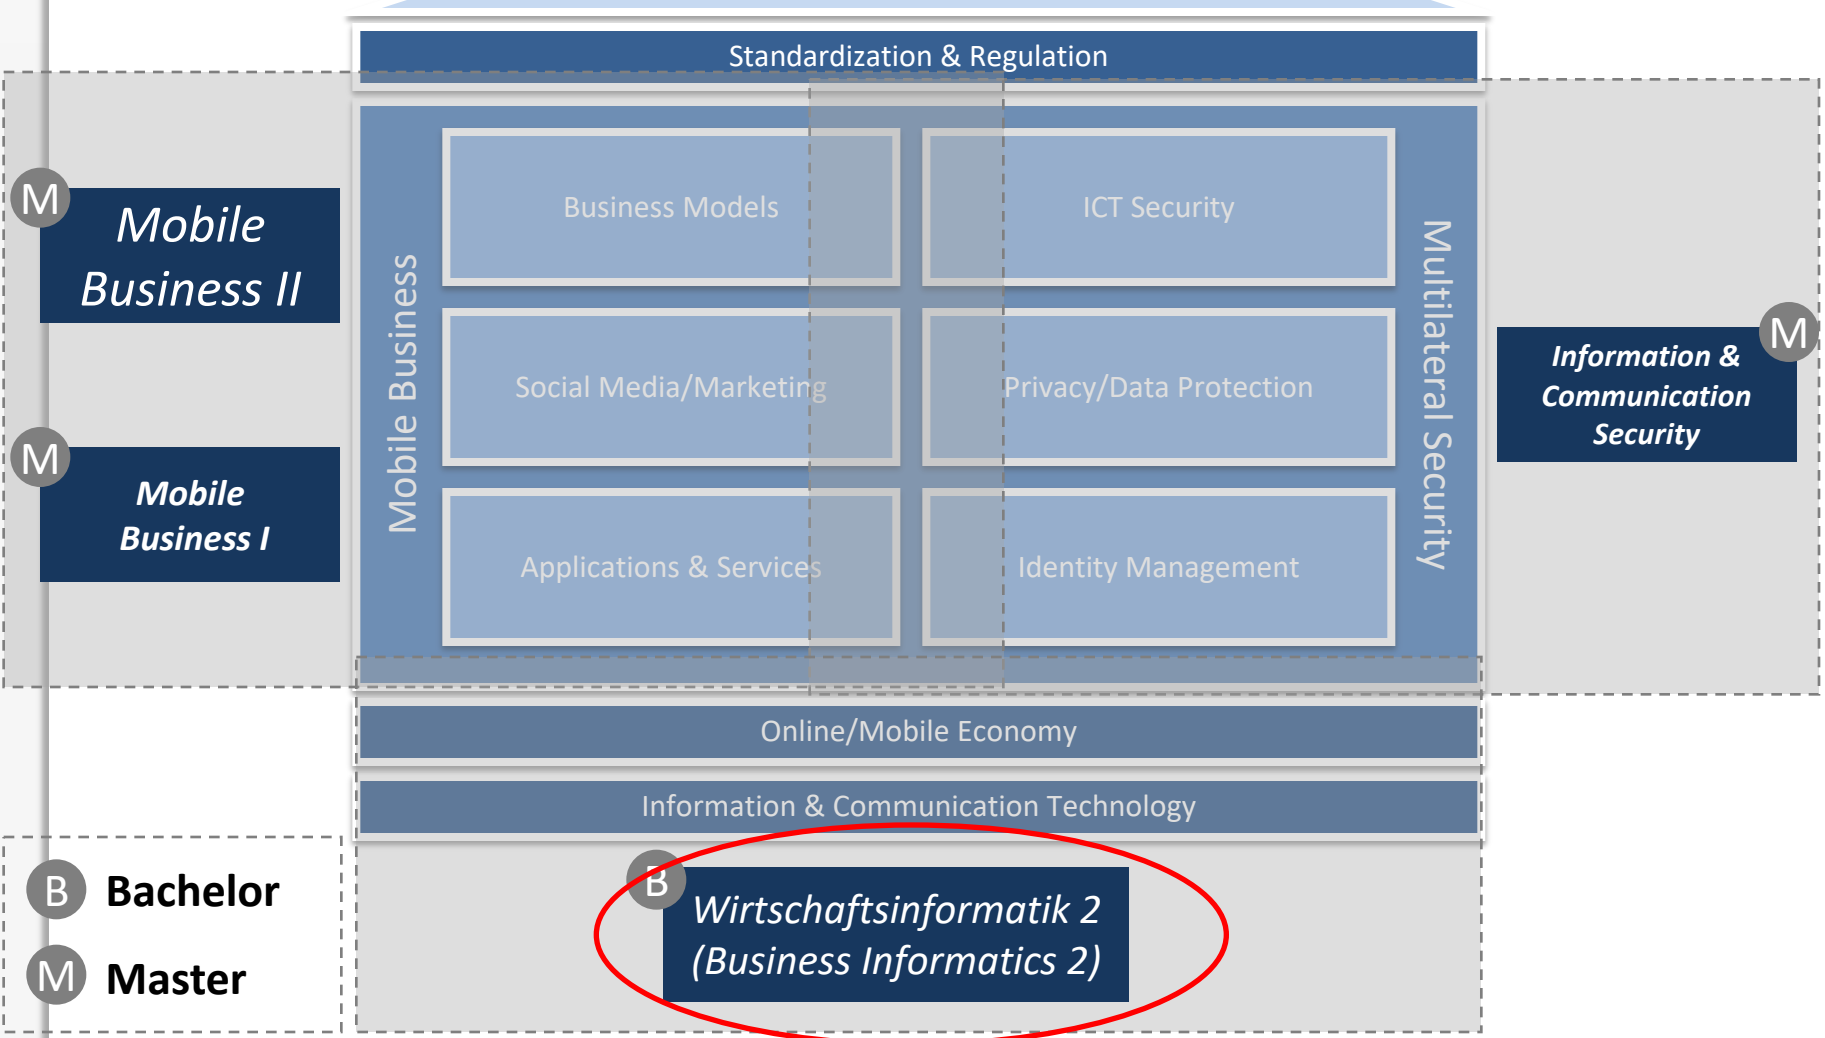 Standardization & Regulation
M
Mobile
Business II
M
Mobile
Business I
Mobile Business
Business Models
ICT Security
Social Media/Marketing
Privacy/Data Protection
Applications & Services
Identity Management
Multilateral Security
M
Information &
Communication
Security
Online/Mobile Economy
Information & Communication Technology
B
Wirtschaftsinformatik 2
(Business Informatics 2)
B Bachelor
M Master